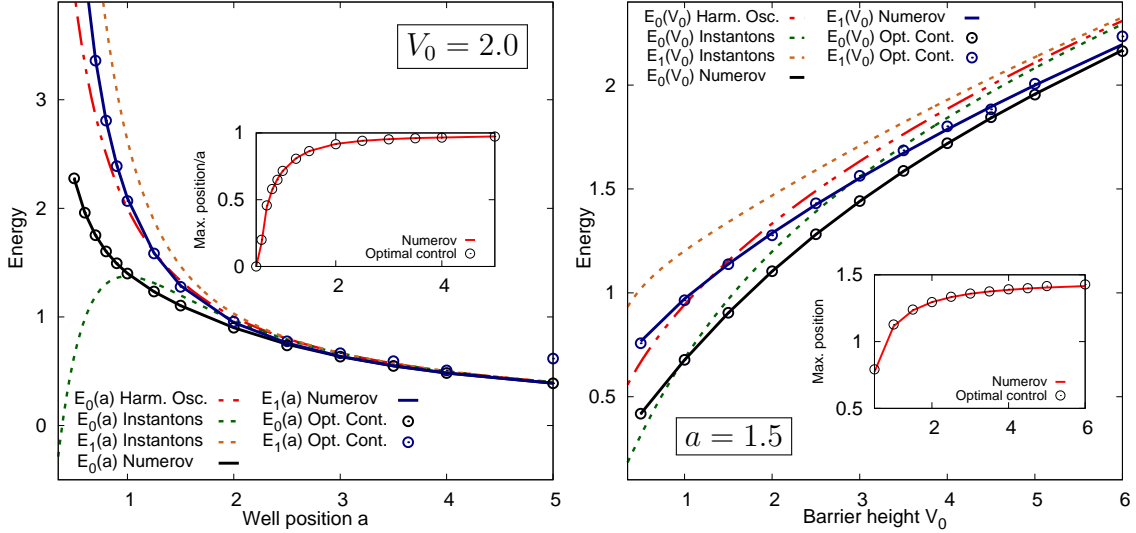 V₀ = 2.0
Energy
3
2
1
0
1
2
3
4
5
Well position a
E₀(a) Harm. Osc.
E₀(a) Instantons
E₁(a) Instantons
E₀(a) Numerov
E₁(a) Numerov
E₀(a) Opt. Cont.
E₁(a) Opt. Cont.
Max. position/a
1
0.5
0
2
4
Numerov
Optimal control
E₀(V₀) Harm. Osc.
E₀(V₀) Instantons
E₁(V₀) Instantons
E₀(V₀) Numerov
E₁(V₀) Numerov
E₀(V₀) Opt. Cont.
E₁(V₀) Opt. Cont.
Energy
2
1.5
1
0.5
1
2
3
4
5
6
Barrier height V₀
a = 1.5
Max. position
1.5
1
0.5
2
4
6
Numerov
Optimal control